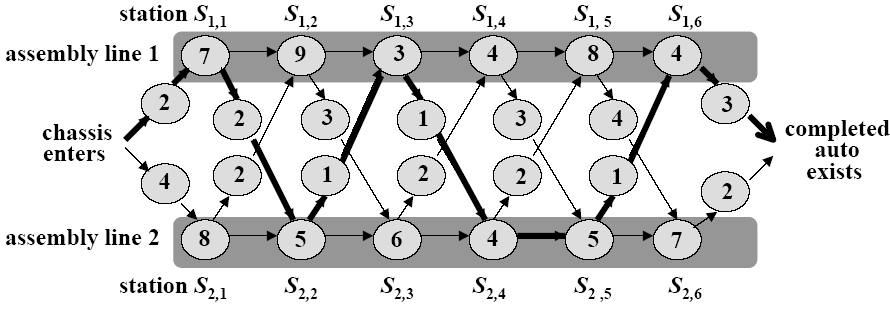 station S1,1 S1,2 S1,3 S1,4 S1, 5 S1,6
assembly line 1 7 9 3 4 8 4
2 3
2 3 1 3 4
chassis
enters
completed
auto
exists
4 2 1 2 2 1 2
assembly line 2 8 5 6 4 5 7
station S2,1 S2,2 S2,3 S2,4 S2 ,5 S2,6